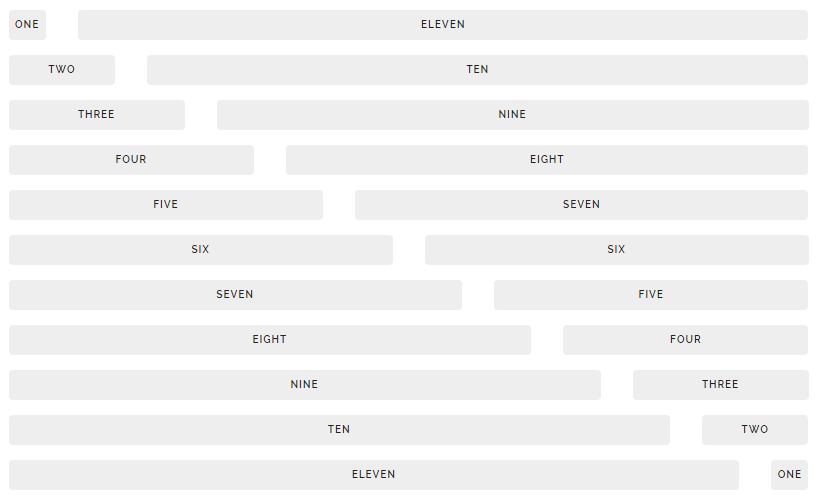 ONE ELEVEN
TWO TEN
THREE NINE
FOUR EIGHT
FIVE SEVEN
SIX SIX
SEVEN FIVE
EIGHT FOUR
NINE THREE
TEN TWO
ELEVEN ONE